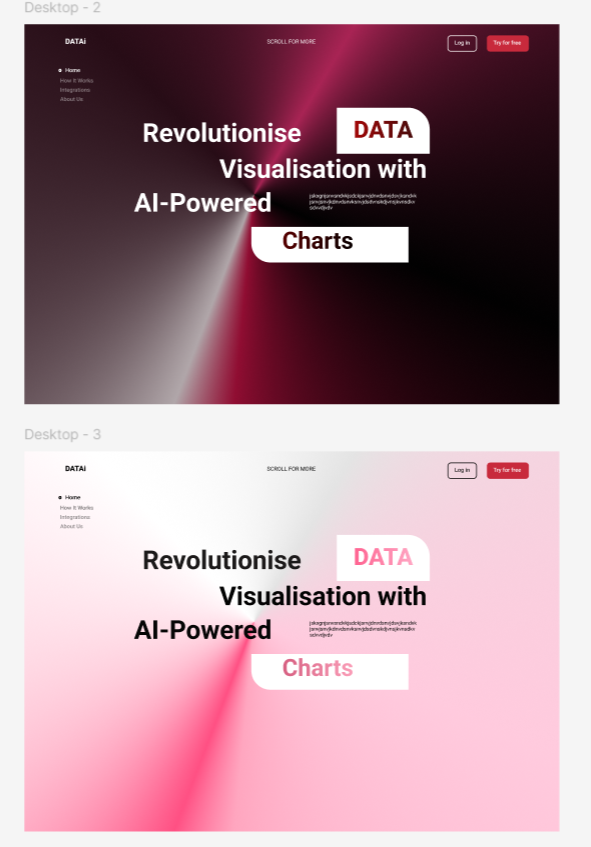 Desktop - 2
DATAi
SCROLL FOR MORE
Log in
Try for free
Home
How It Works
Integrations
About Us
Revolutionise DATA
Visualisation with
AI-Powered
Charts
Desktop - 3
DATAi
SCROLL FOR MORE
Log in
Try for free
Home
How It Works
Integrations
About Us
Revolutionise DATA
Visualisation with
AI-Powered
Charts